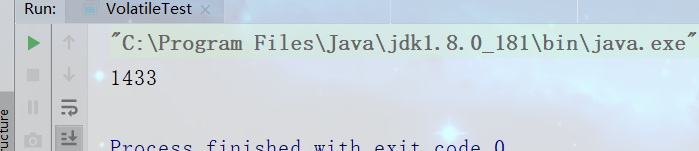 Run: VolatileTest ×
"C:\Program Files\Java\jdk1.8.0_181\bin\java.exe"
1433
Process finished with exit code 0
ructure